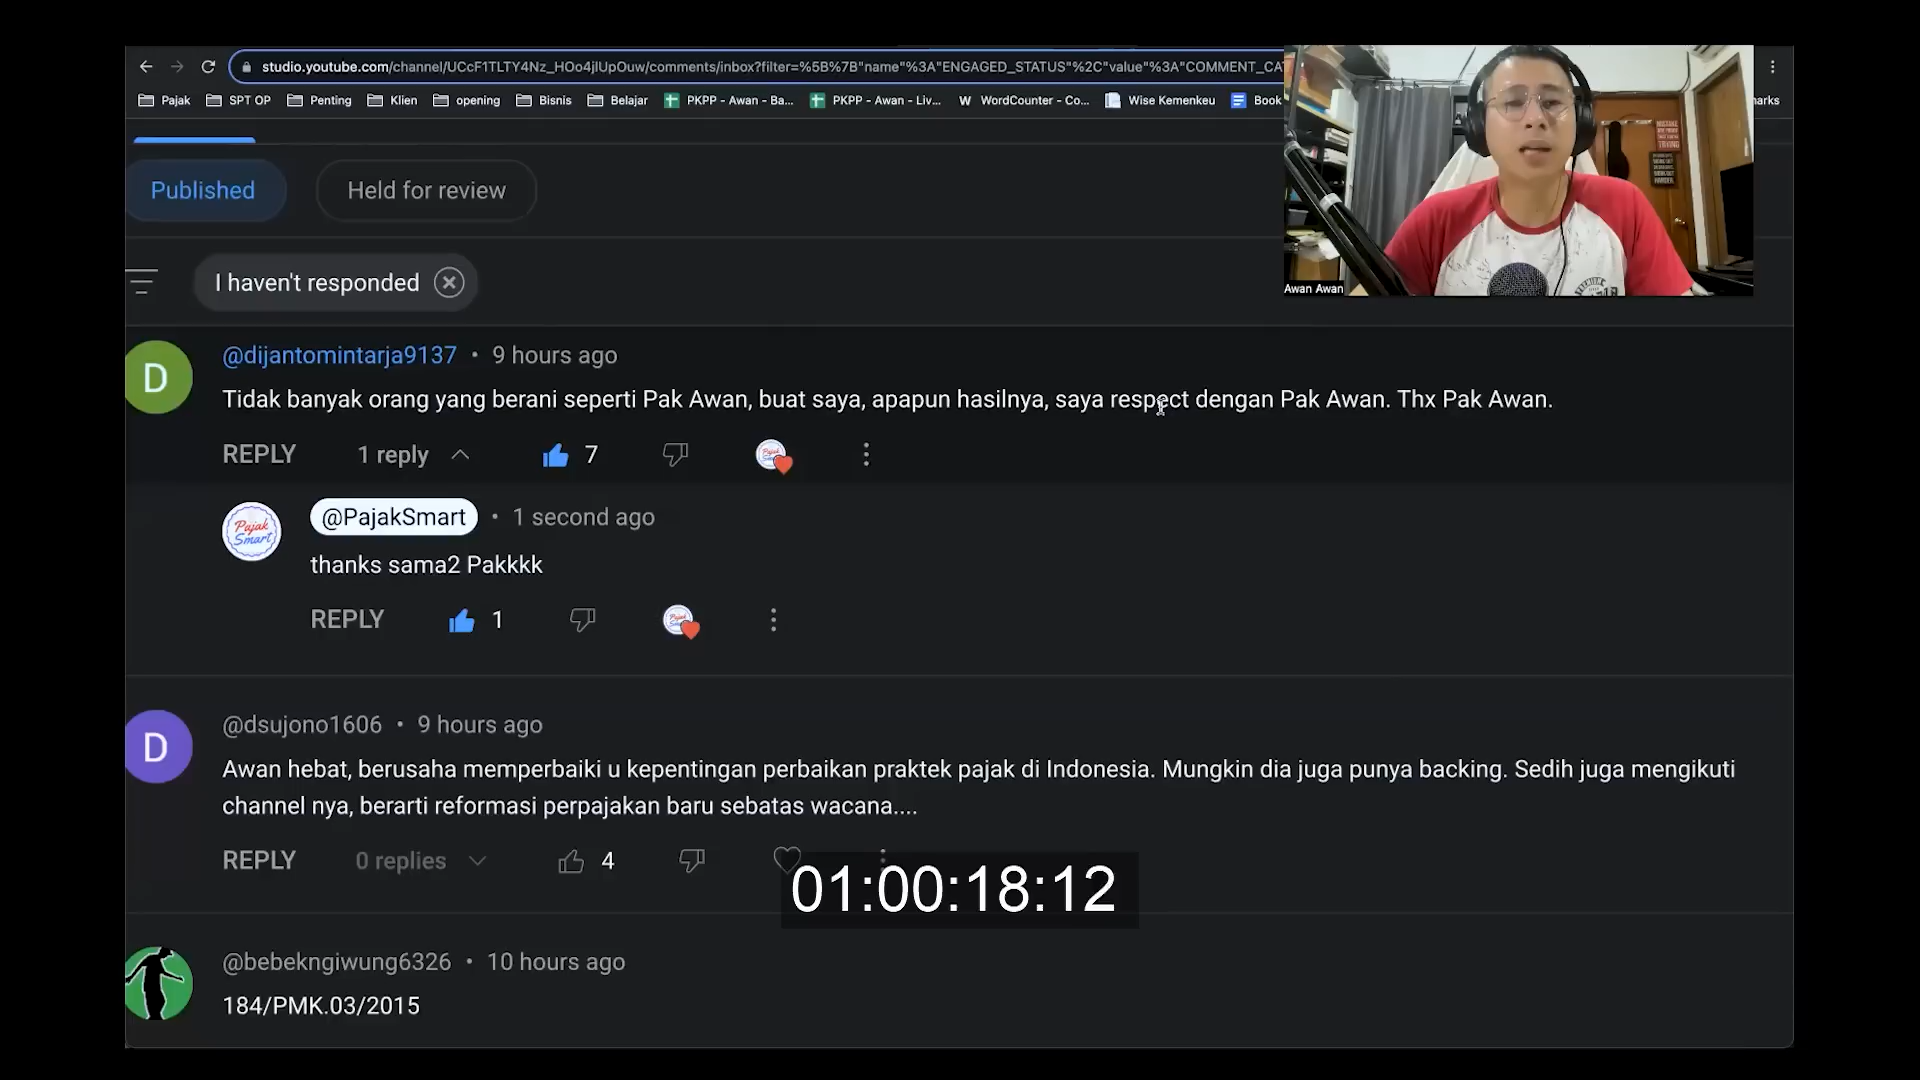 studio.youtube.com/channel/UCcF1TLTY4Nz_HOo4jlUpOuw/comments/inbox?filter=%5B%7B"name"%3A"ENGAGED_STATUS"%2C"value"%3A"COMMENT_CA
Pajak SPT OP Penting Klien opening Bisnis Belajar PKPP - Awan - Ba... PKPP - Awan - Liv... WordCounter - Co... Wise Kemenkeu Book
Awan Awan
Published Held for review
I haven't responded
D @dijantomintarja9137 • 9 hours ago
Tidak banyak orang yang berani seperti Pak Awan, buat saya, apapun hasilnya, saya respect dengan Pak Awan. Thx Pak Awan.
REPLY 1 reply 7
Pajak Smart
@PajakSmart • 1 second ago
thanks sama2 Pakkkk
REPLY 1
D @dsujono1606 • 9 hours ago
Awan hebat, berusaha memperbaiki u kepentingan perbaikan praktek pajak di Indonesia. Mungkin dia juga punya backing. Sedih juga mengikuti
channel nya, berarti reformasi perpajakan baru sebatas wacana....
REPLY 0 replies 4
01:00:18:12
@bebekngiwung6326 • 10 hours ago
184/PMK.03/2015